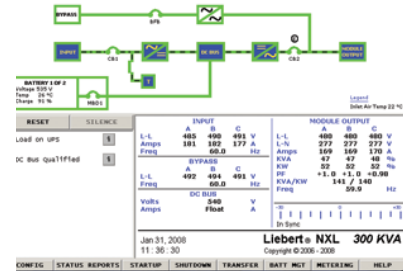 BYPASS
BFB
INPUT
CB1
DC BUS
CB2
MODULE OUTPUT
BATTERY 1 OF 2
Voltage 535 V
Temp 26 °C
Charge 91 %
MBD1
Legend
Inlet Air Temp 22 °C
RESET SILENCE
Load on UPS 1
DC Bus Qualified 1
INPUT
A B C
L-L 485 490 491 V
Amps 181 182 177 A
Freq 60.0 Hz
BYPASS
A B C
L-L 492 494 491 V
Freq 60.0 Hz
DC BUS
Volts 540 V
Amps Float A
MODULE OUTPUT
A B C
L-L 480 480 480 V
L-N 277 277 277 V
Amps 169 169 170 A
KVA 47 47 48 %
KW 52 52 52 %
PF +1.0 +1.0 +0.98
KVA/KW 141 / 140
Freq 59.9 Hz
-30 0 +30
In Sync
Jan 31, 2008
11 : 36 : 30
Liebert® NXL 300 KVA
Copyright © 2006 - 2008
CONFIG STATUS REPORTS STARTUP SHUTDOWN TRANSFER BATT MGT METERING HELP